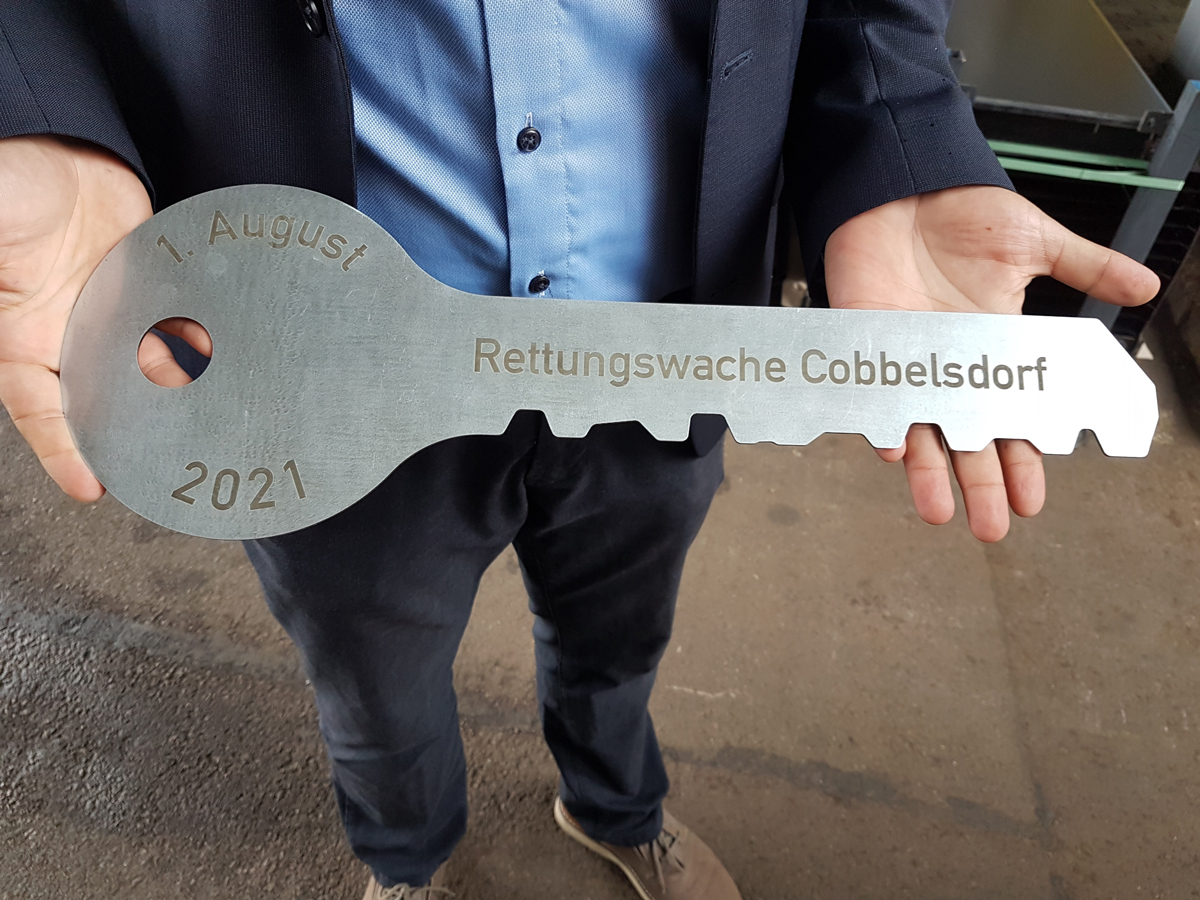 1. August
Rettungswache Cobbelsdorf
2021